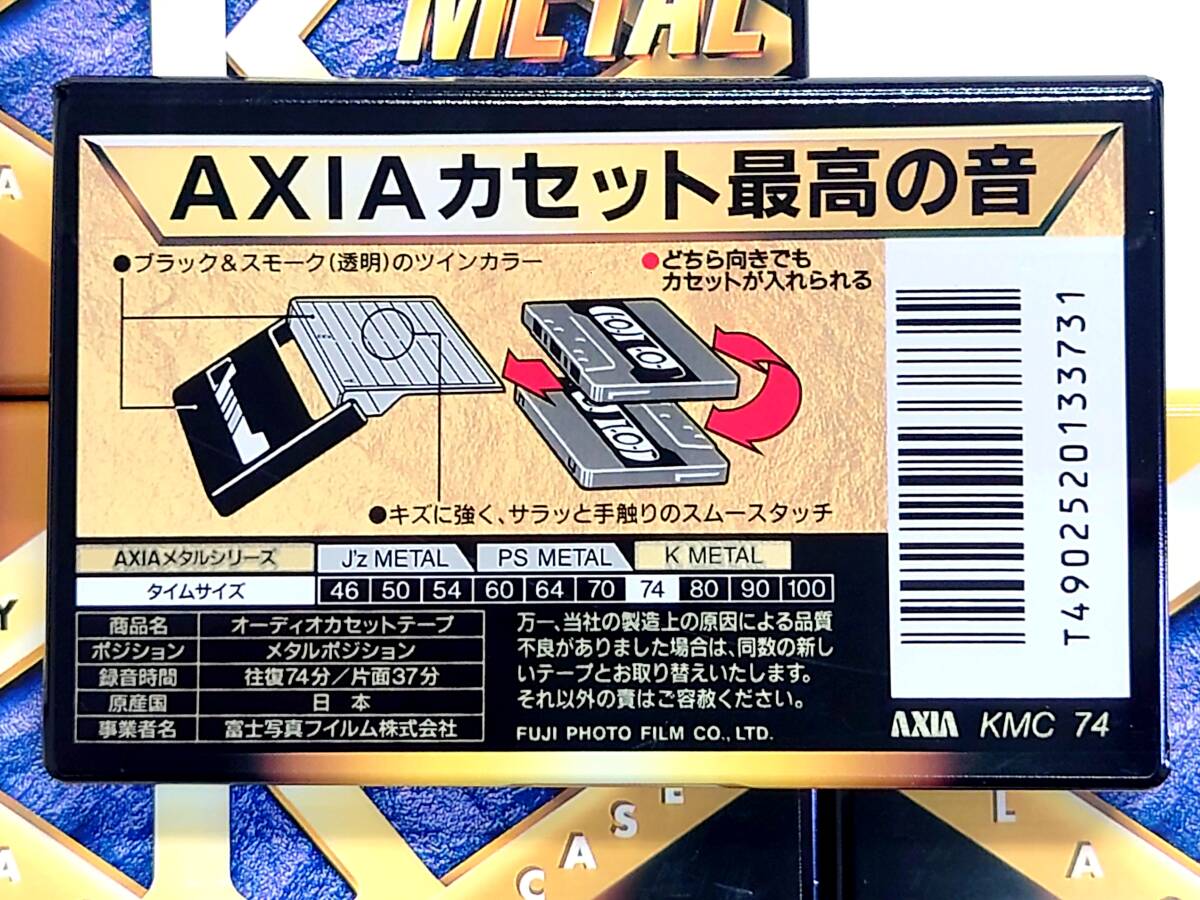 METAL
AXIAカセット最高の音
●ブラック&スモーク(透明)のツインカラー
●どちら向きでも
カセットが入れられる
●キズに強く、サラッと手触りのスムースタッチ
T4902520133773​1
AXIAメタルシリーズ J'z METAL PS METAL K METAL
タイムサイズ 46 50 54 60 64 70 74 80 90 100
商品名 オーディオカセットテープ
ポジション メタルポジション
録音時間 往復74分/片面37分
原産国 日本
事業者名 富士写真フイルム株式会社
万一、当社の製造上の原因による品質
不良がありました場合は、同数の新し
いテープとお取り替えいたします。
それ以外の責はご容赦ください。
FUJI PHOTO FILM CO., LTD.
AXIA KMC 74
CASE
LA